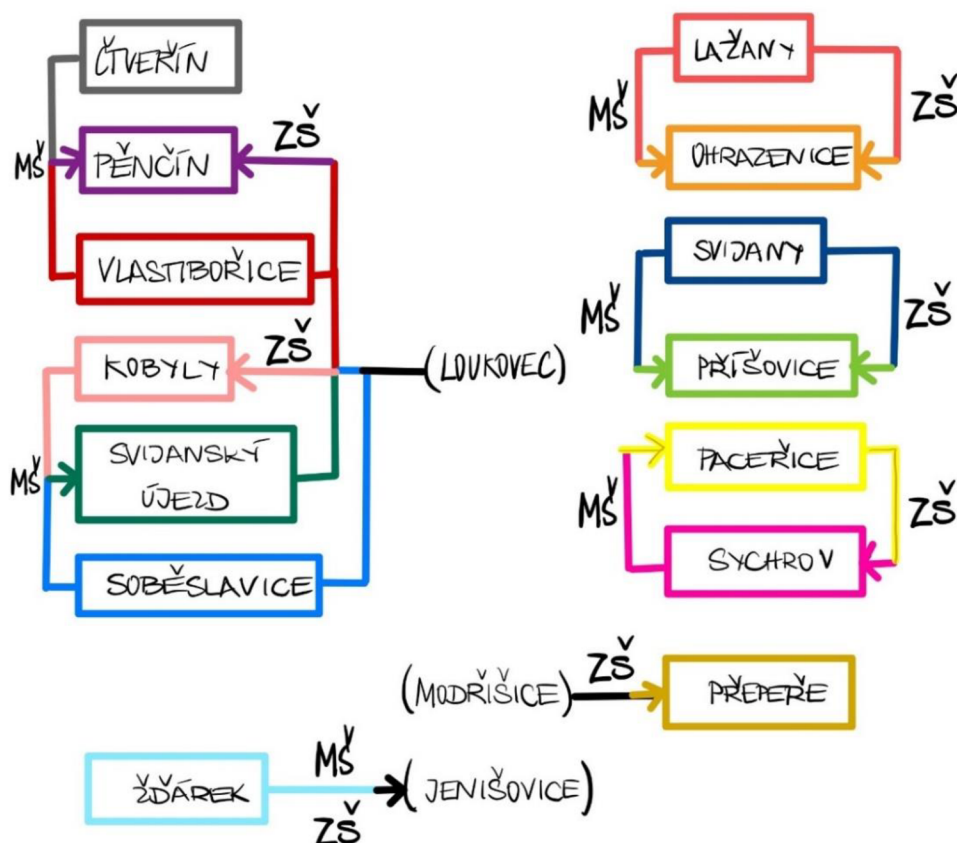 ČTVEŘÍN
MŠ
ZŠ
PĚNČÍN
VLASTIBOŘICE
ZŠ
KOBYLY
(LOUKOVEC)
MŠ
SVIJANSKÝ
ÚJEZD
SOBĚSLAVICE
LAŽANY
MŠ
ZŠ
OHRAZENICE
SVIJANY
MŠ
ZŠ
PŘÍŠOVICE
PACEŘICE
MŠ
ZŠ
SYCHROV
(MODŘIŠICE)
ZŠ
PŘEPEŘE
ŽĎÁREK
MŠ
ZŠ
(JENIŠOVICE)